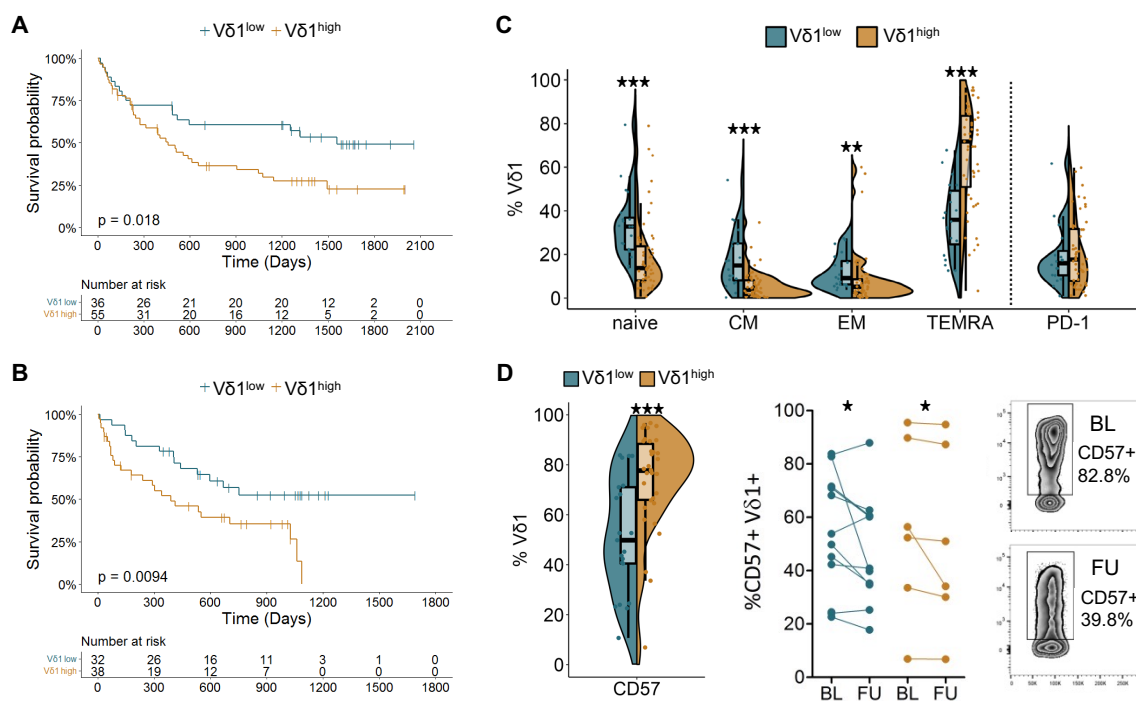 A
Vδ1low Vδ1high
100%
75%
50%
25%
0%
Survival probability
p = 0.018
0 300 600 900 1200 1500 1800 2100
Time (Days)
Number at risk
Vδ1 low 36 26 21 20 20 12 2 0
Vδ1 high 55 31 20 16 12 5 2 0
0 300 600 900 1200 1500 1800 2100
B
Vδ1low Vδ1high
100%
75%
50%
25%
0%
Survival probability
p = 0.0094
0 300 600 900 1200 1500 1800
Time (Days)
Number at risk
Vδ1 low 32 26 16 11 3 1 0
Vδ1 high 38 19 12 7 0 0 0
0 300 600 900 1200 1500 1800
C
Vδ1low Vδ1high
100
80
60
40
20
0
% Vδ1
★★★ ★★★ ★★ ★★★
naive CM EM TEMRA PD-1
D
Vδ1low Vδ1high
★★★
100
80
60
40
20
0
% Vδ1
CD57
100
80
60
40
20
0
%CD57+ Vδ1+
★ ★
BL FU BL FU
BL
CD57+
82.8%
FU
CD57+
39.8%
0 50K 100K 150K 200K 250K